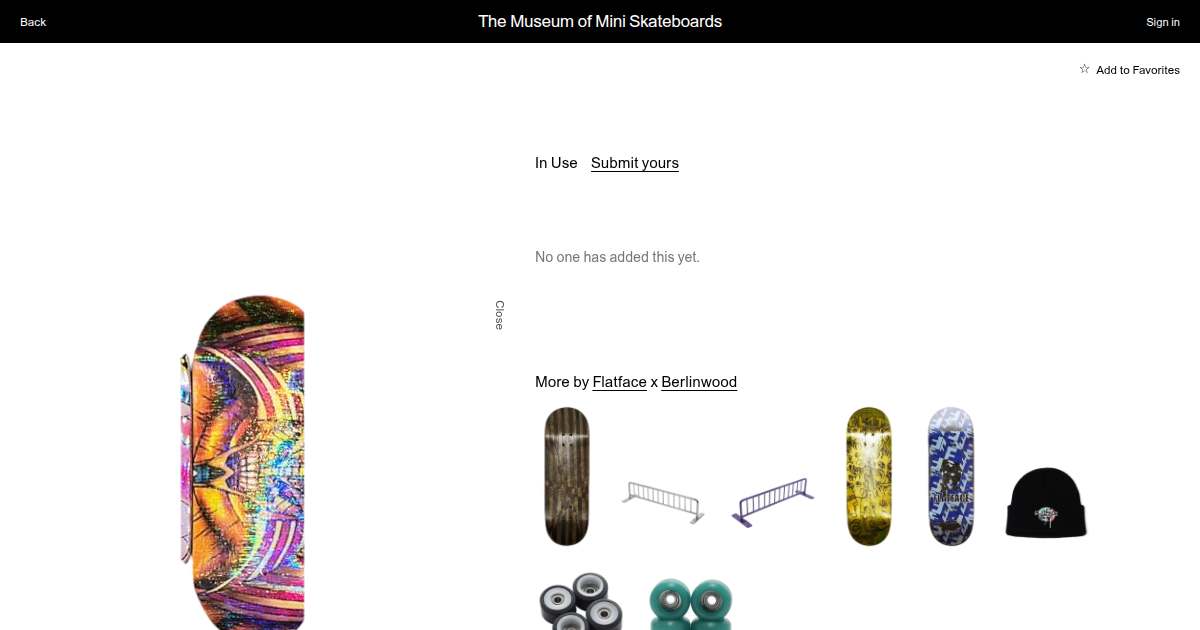 Back
The Museum of Mini Skateboards
Sign in
☆ Add to Favorites
In Use Submit yours
No one has added this yet.
Close
More by Flatface x Berlinwood